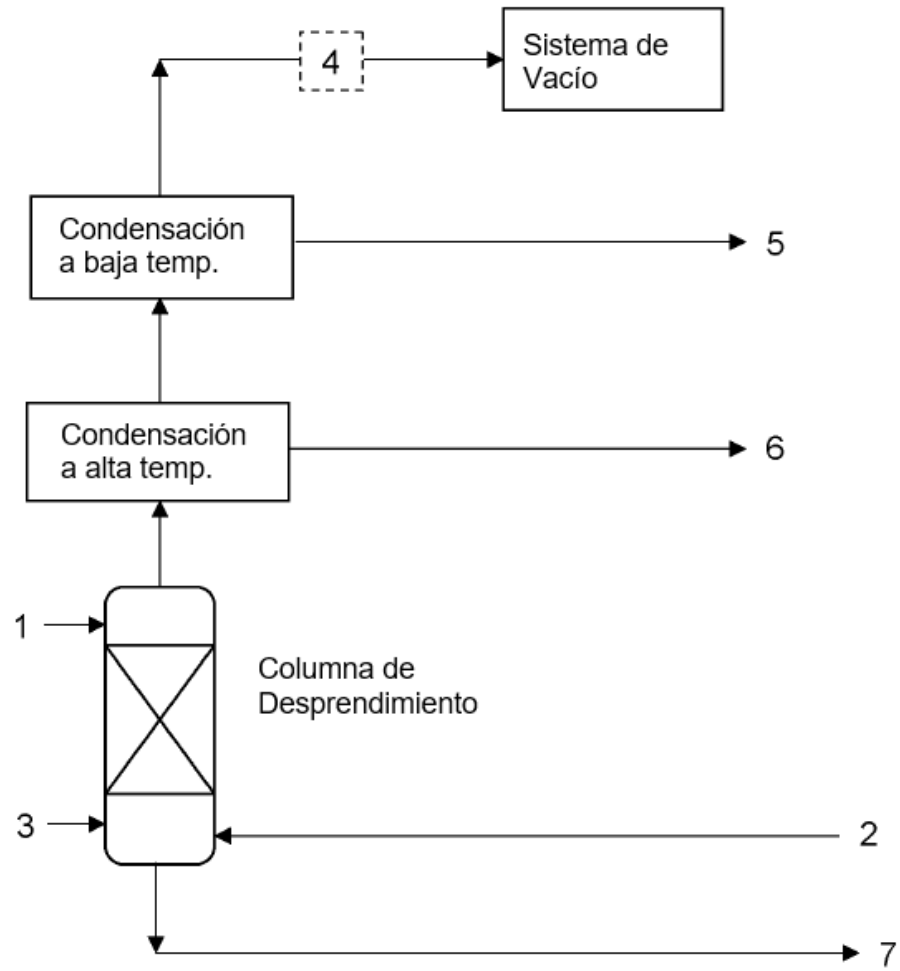 4
Sistema de
Vacío
Condensación
a baja temp.
5
Condensación
a alta temp.
6
1
Columna de
Desprendimiento
3
2
7